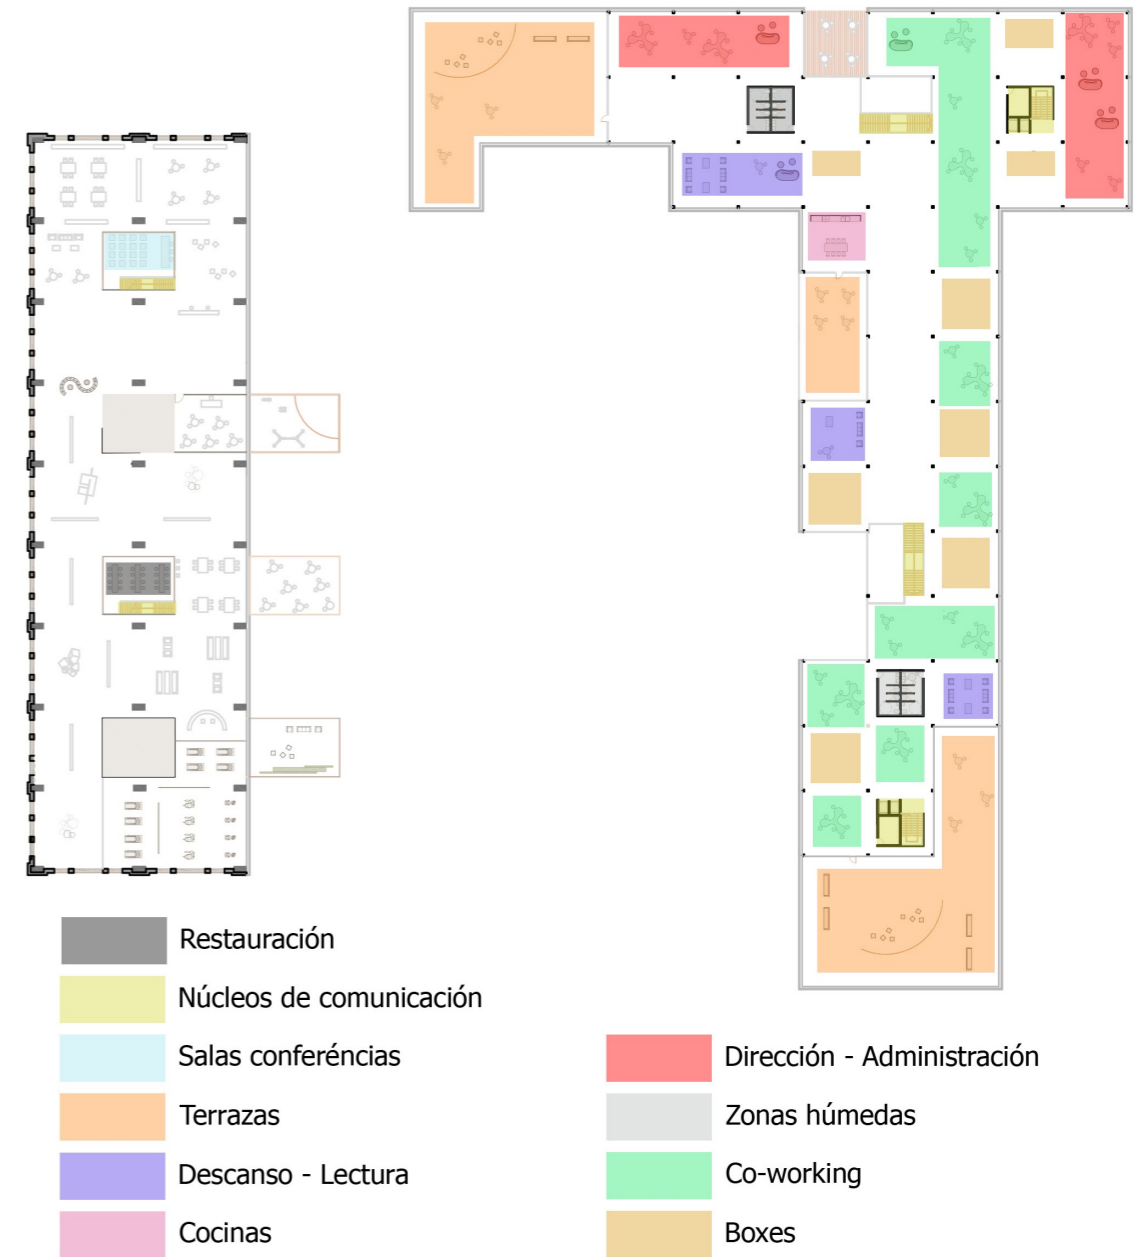 Restauración
Núcleos de comunicación
Salas conferéncias
Terrazas
Descanso - Lectura
Cocinas
Dirección - Administración
Zonas húmedas
Co-working
Boxes